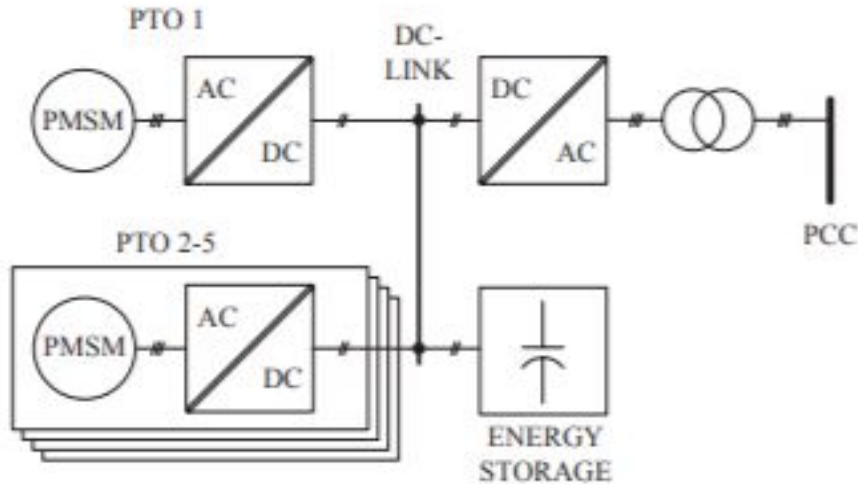 PTO 1
DC-
LINK
PMSM
AC
DC
DC
AC
PCC
PTO 2-5
PMSM
AC
DC
ENERGY
STORAGE